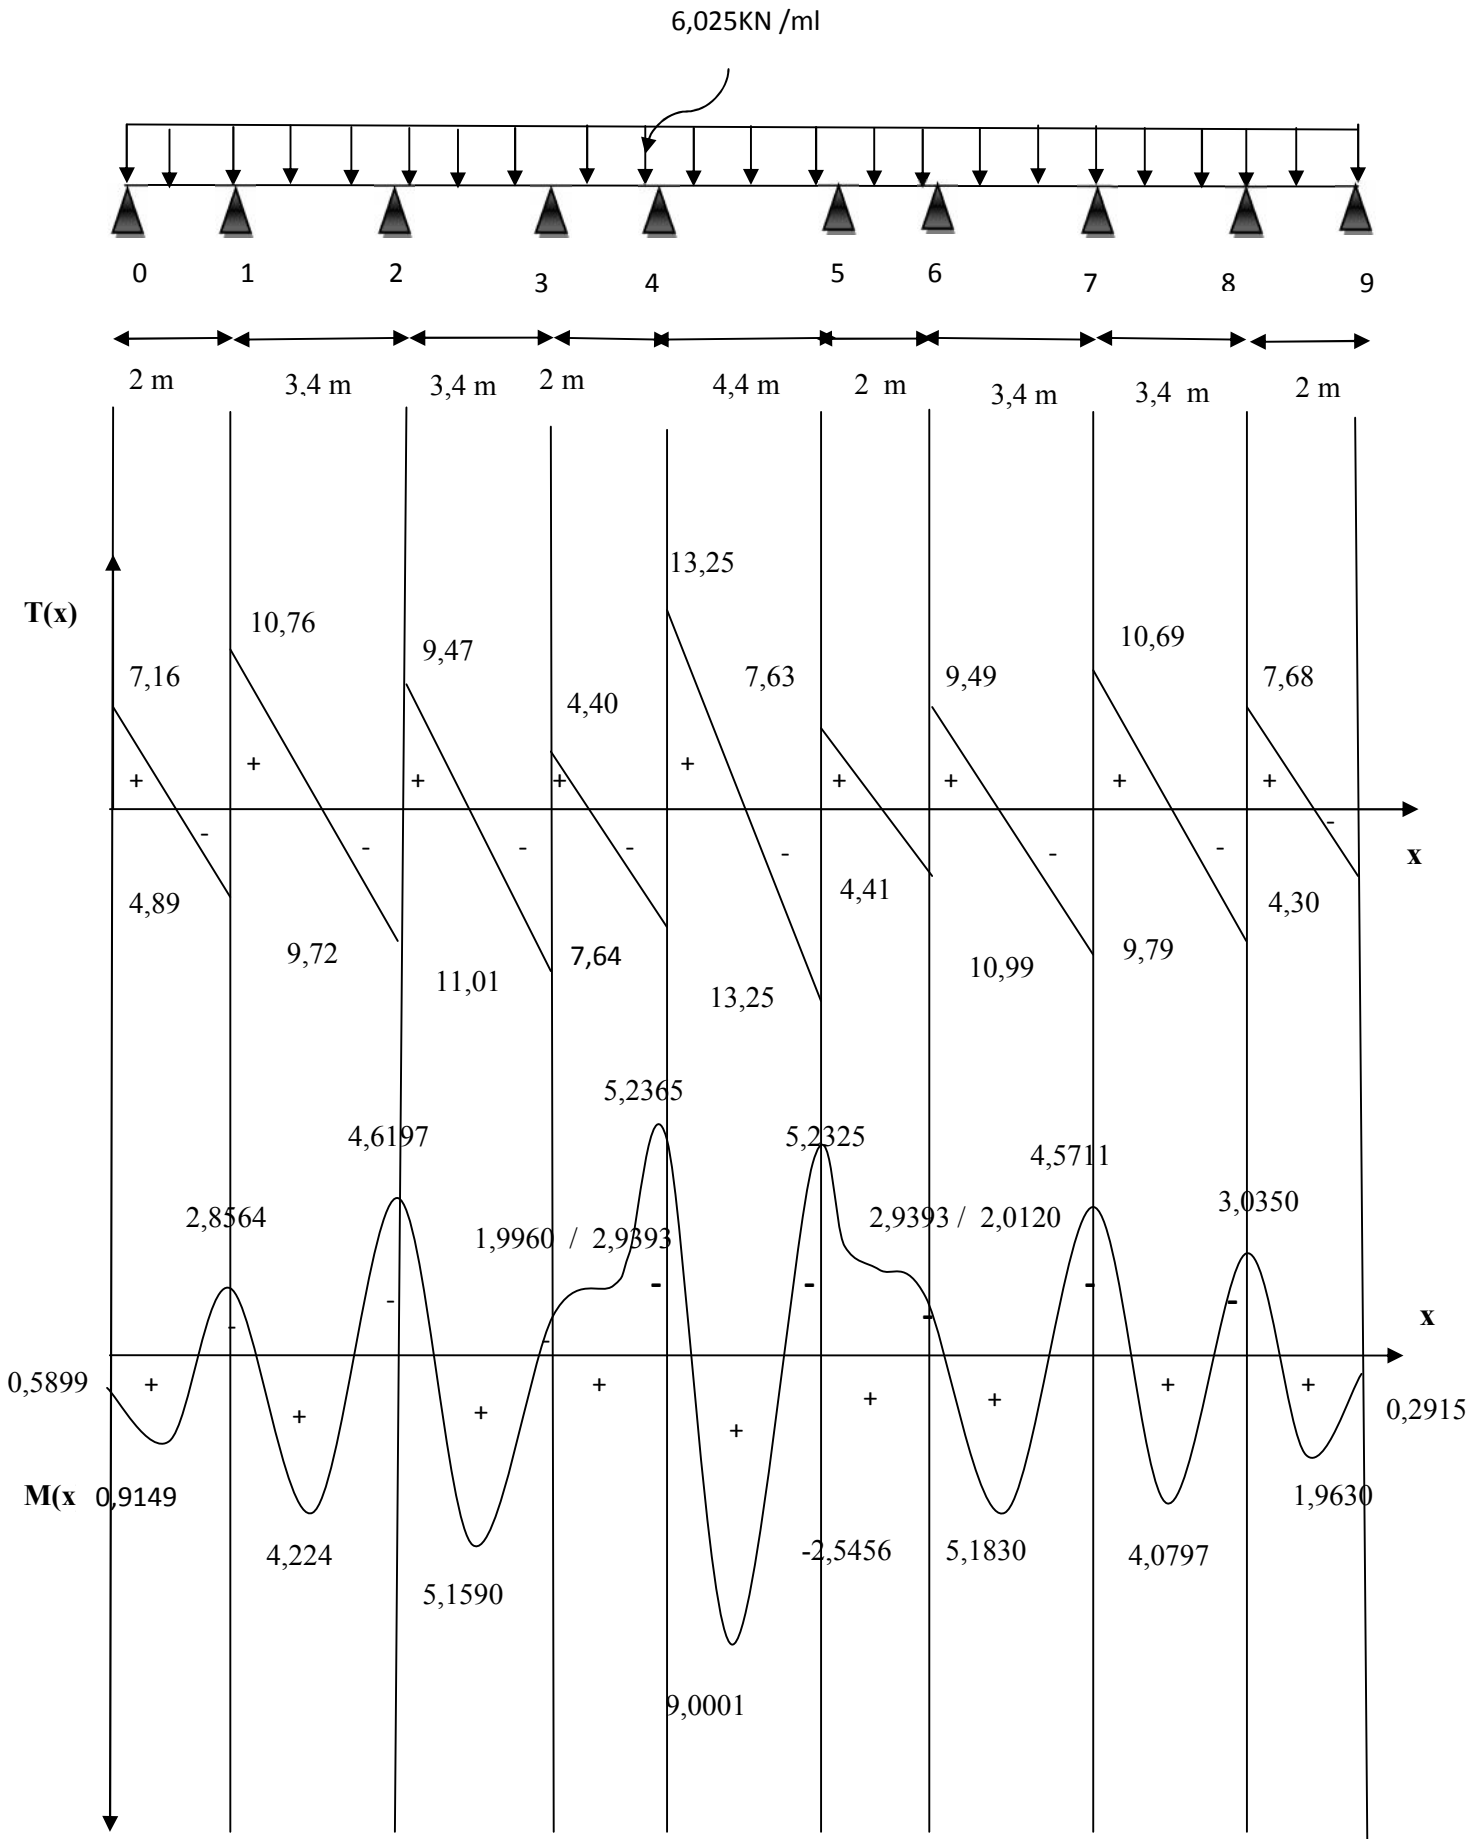 6,025KN /ml
0 1 2 3 4 5 6 7 8 9
2 m 3,4 m 3,4 m 2 m 4,4 m 2 m 3,4 m 3,4 m 2 m
13,25
T(x) 10,76 10,69
7,16 9,47 7,63 9,49 7,68
4,40
+ + + + + + + + +
- - - - - - - - -
x
4,89 4,41 4,30
9,72 7,64 9,79
11,01 13,25 10,99
5,2365
4,6197 5,2325 4,5711
2,8564 1,9960 / 2,9393 2,9393 / 2,0120 3,0350
- - - - - - - -
x
0,5899 + + + + + + + + + 0,2915
M(x 0,9149 1,9630
4,224 -2,5456 5,1830 4,0797
5,1590
9,0001